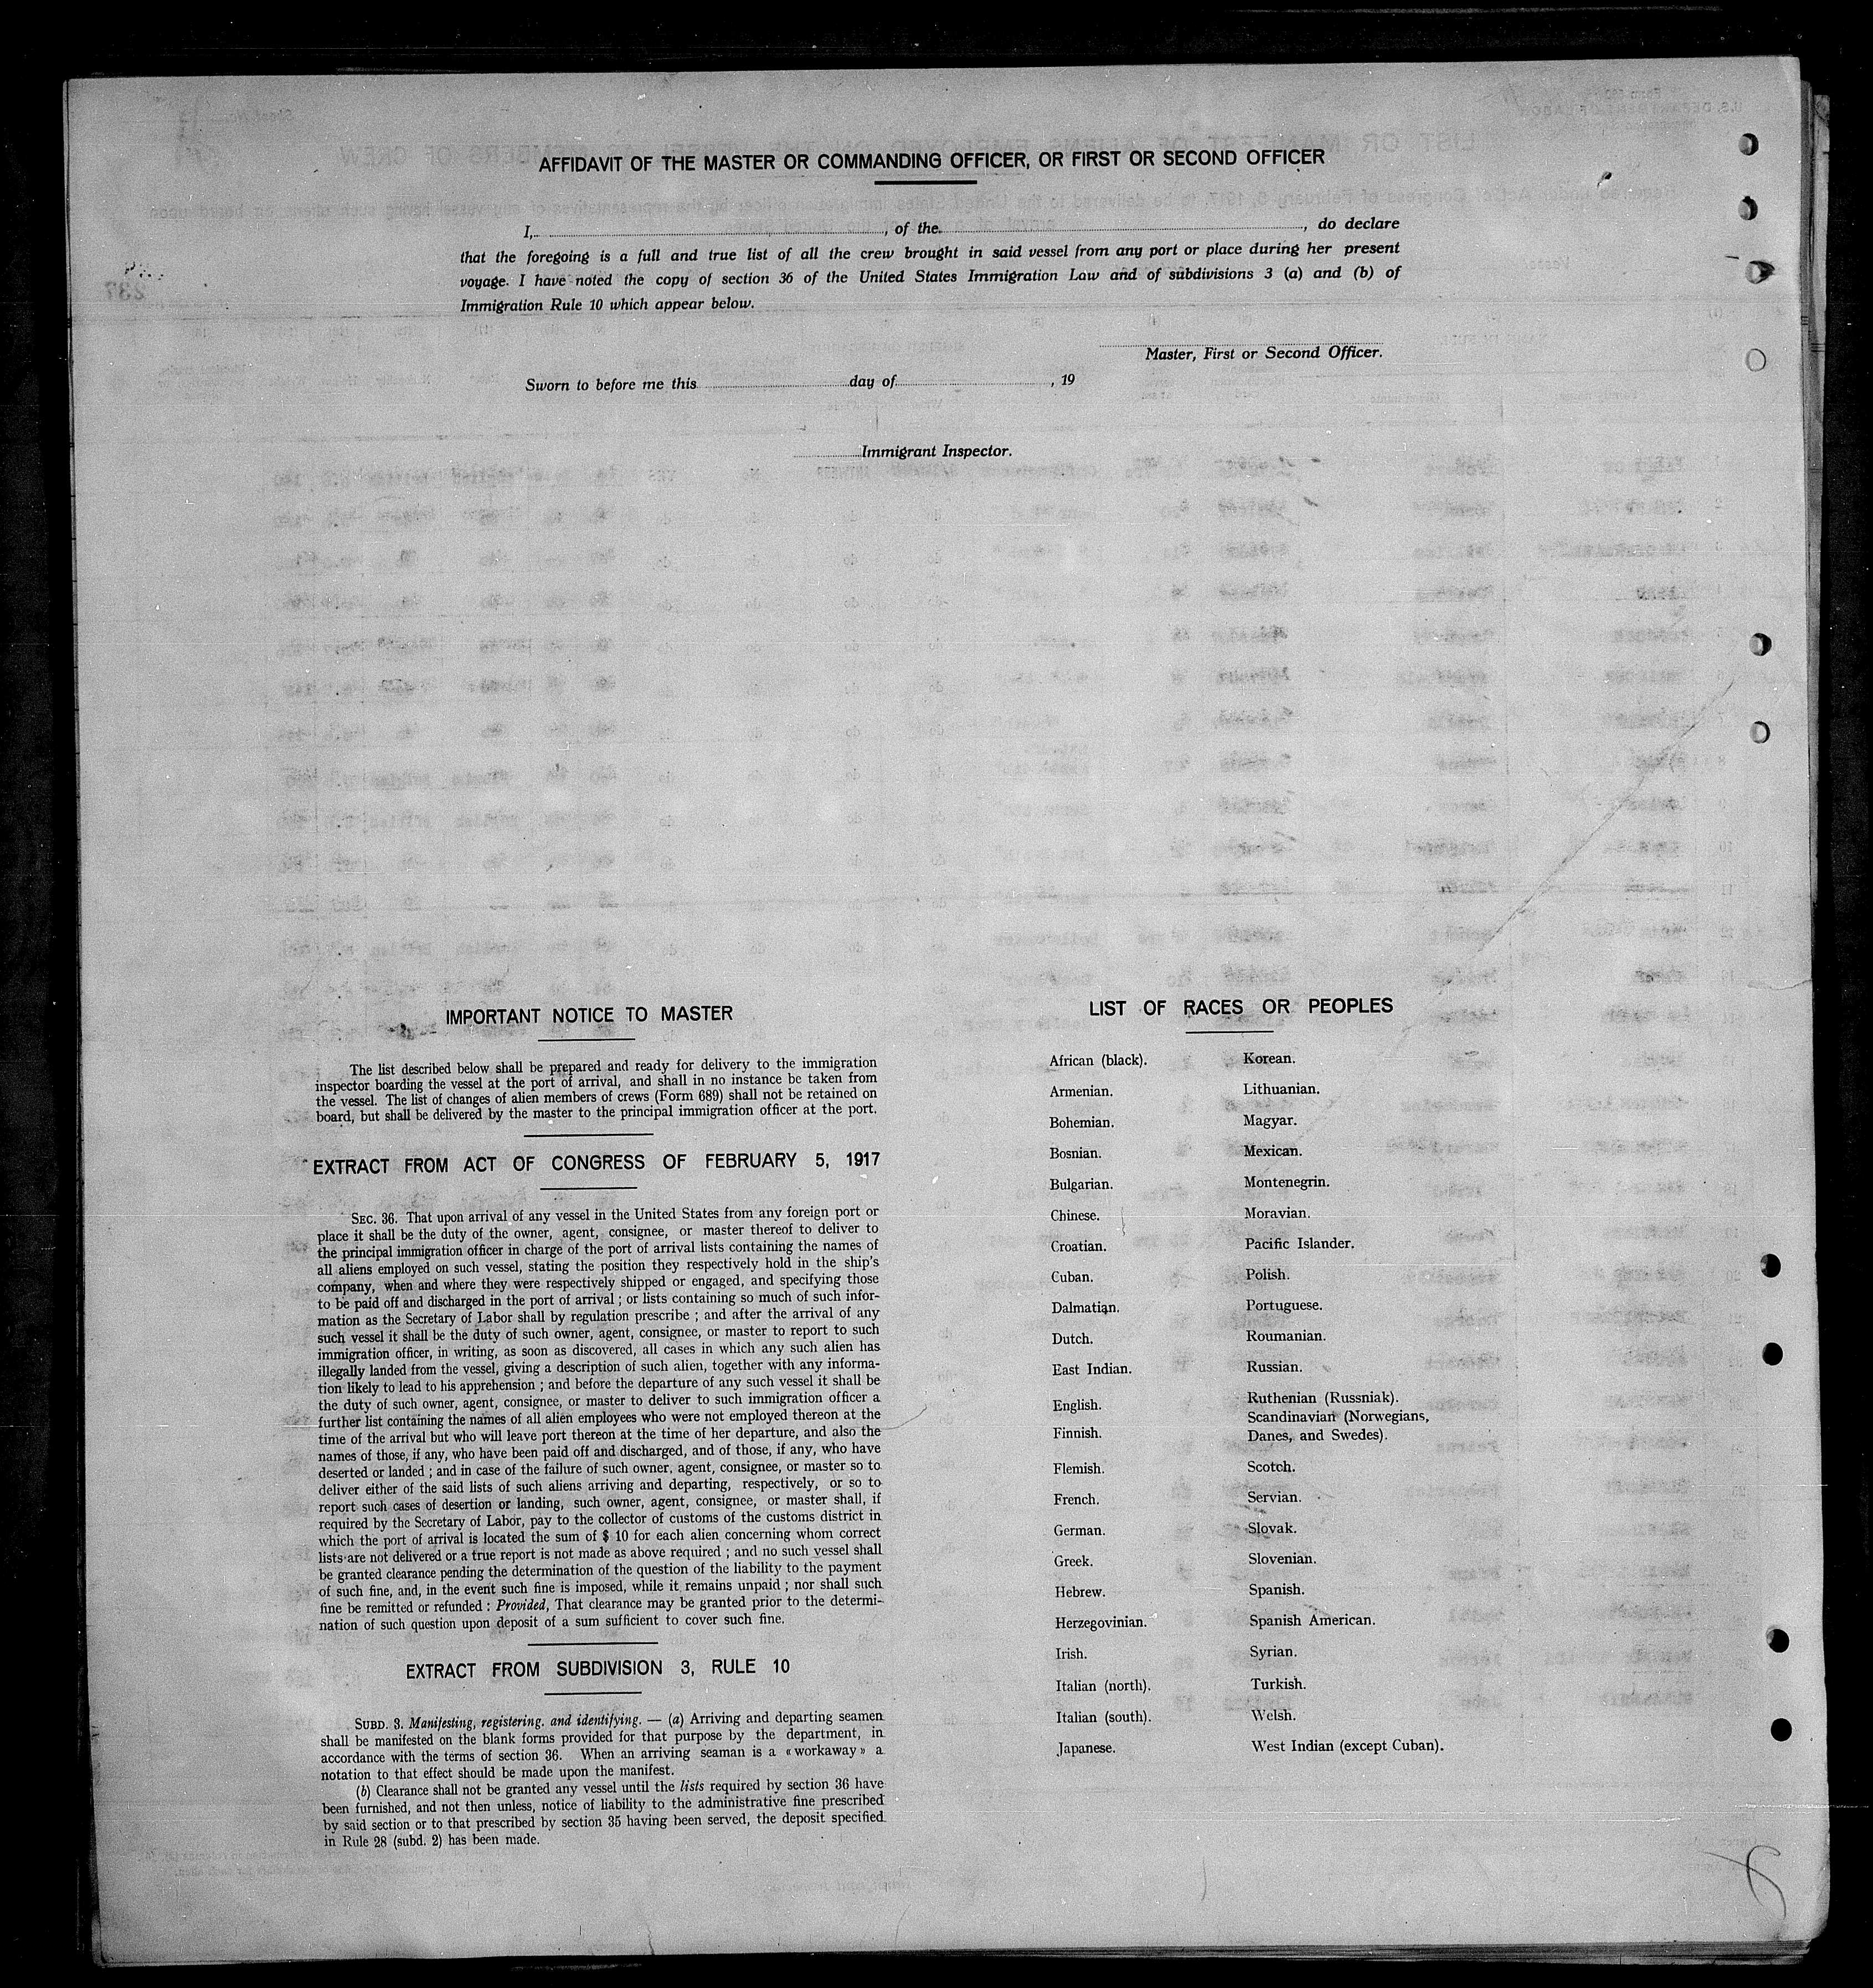 AFFIDAVIT OF THE MASTER OR COMMANDING OFFICER, OR FIRST OR SECOND OFFICER
I, , of the , do declare
that the foregoing is a full and true list of all the crew brought in said vessel from any port or place during her present
voyage. I have noted the copy of section 36 of the United States Immigration Law and of subdivisions 3 (a) and (b) of
Immigration Rule 10 which appear below.
Master, First or Second Officer.
Sworn to before me this day of , 19
Immigrant Inspector.
IMPORTANT NOTICE TO MASTER
The list described below shall be prepared and ready for delivery to the immigration
inspector boarding the vessel at the port of arrival, and shall in no instance be taken from
the vessel. The list of changes of alien members of crews (Form 689) shall not be retained on
board, but shall be delivered by the master to the principal immigration officer at the port.
EXTRACT FROM ACT OF CONGRESS OF FEBRUARY 5, 1917
SEC. 36. That upon arrival of any vessel in the United States from any foreign port or
place it shall be the duty of the owner, agent, consignee, or master thereof to deliver to
the principal immigration officer in charge of the port of arrival lists containing the names of
all aliens employed on such vessel, stating the position they respectively hold in the ship's
company, when and where they were respectively shipped or engaged, and specifying those
to be paid off and discharged in the port of arrival ; or lists containing so much of such infor-
mation as the Secretary of Labor shall by regulation prescribe ; and after the arrival of any
such vessel it shall be the duty of such owner, agent, consignee, or master to report to such
immigration officer, in writing, as soon as discovered, all cases in which any such alien has
illegally landed from the vessel, giving a description of such alien, together with any informa-
tion likely to lead to his apprehension ; and before the departure of any such vessel it shall be
the duty of such owner, agent, consignee, or master to deliver to such immigration officer a
further list containing the names of all alien employees who were not employed thereon at the
time of the arrival but who will leave port thereon at the time of her departure, and also the
names of those, if any, who have been paid off and discharged, and of those, if any, who have
deserted or landed ; and in case of the failure of such owner, agent, consignee, or master so to
deliver either of the said lists of such aliens arriving and departing, respectively, or so to
report such cases of desertion or landing, such owner, agent, consignee, or master shall, if
required by the Secretary of Labor, pay to the collector of customs of the customs district in
which the port of arrival is located the sum of $ 10 for each alien concerning whom correct
lists are not delivered or a true report is not made as above required ; and no such vessel shall
be granted clearance pending the determination of the question of the liability to the payment
of such fine, and, in the event such fine is imposed, while it remains unpaid ; nor shall such
fine be remitted or refunded : Provided, That clearance may be granted prior to the determi-
nation of such question upon deposit of a sum sufficient to cover such fine.
EXTRACT FROM SUBDIVISION 3, RULE 10
SUBD. 3. Manifesting, registering. and identifying. — (a) Arriving and departing seamen
shall be manifested on the blank forms provided for that purpose by the department, in
accordance with the terms of section 36. When an arriving seaman is a « workaway » a
notation to that effect should be made upon the manifest.
(b) Clearance shall not be granted any vessel until the lists required by section 36 have
been furnished, and not then unless, notice of liability to the administrative fine prescribed
by said section or to that prescribed by section 35 having been served, the deposit specified
in Rule 28 (subd. 2) has been made.
LIST OF RACES OR PEOPLES
African (black).
Armenian.
Bohemian.
Bosnian.
Bulgarian.
Chinese.
Croatian.
Cuban.
Dalmatian.
Dutch.
East Indian.
English.
Finnish.
Flemish.
French.
German.
Greek.
Hebrew.
Herzegovinian.
Irish.
Italian (north).
Italian (south).
Japanese.
Korean.
Lithuanian.
Magyar.
Mexican.
Montenegrin.
Moravian.
Pacific Islander.
Polish.
Portuguese.
Roumanian.
Russian.
Ruthenian (Russniak).
Scandinavian (Norwegians,
Danes, and Swedes).
Scotch.
Servian.
Slovak.
Slovenian.
Spanish.
Spanish American.
Syrian.
Turkish.
Welsh.
West Indian (except Cuban).